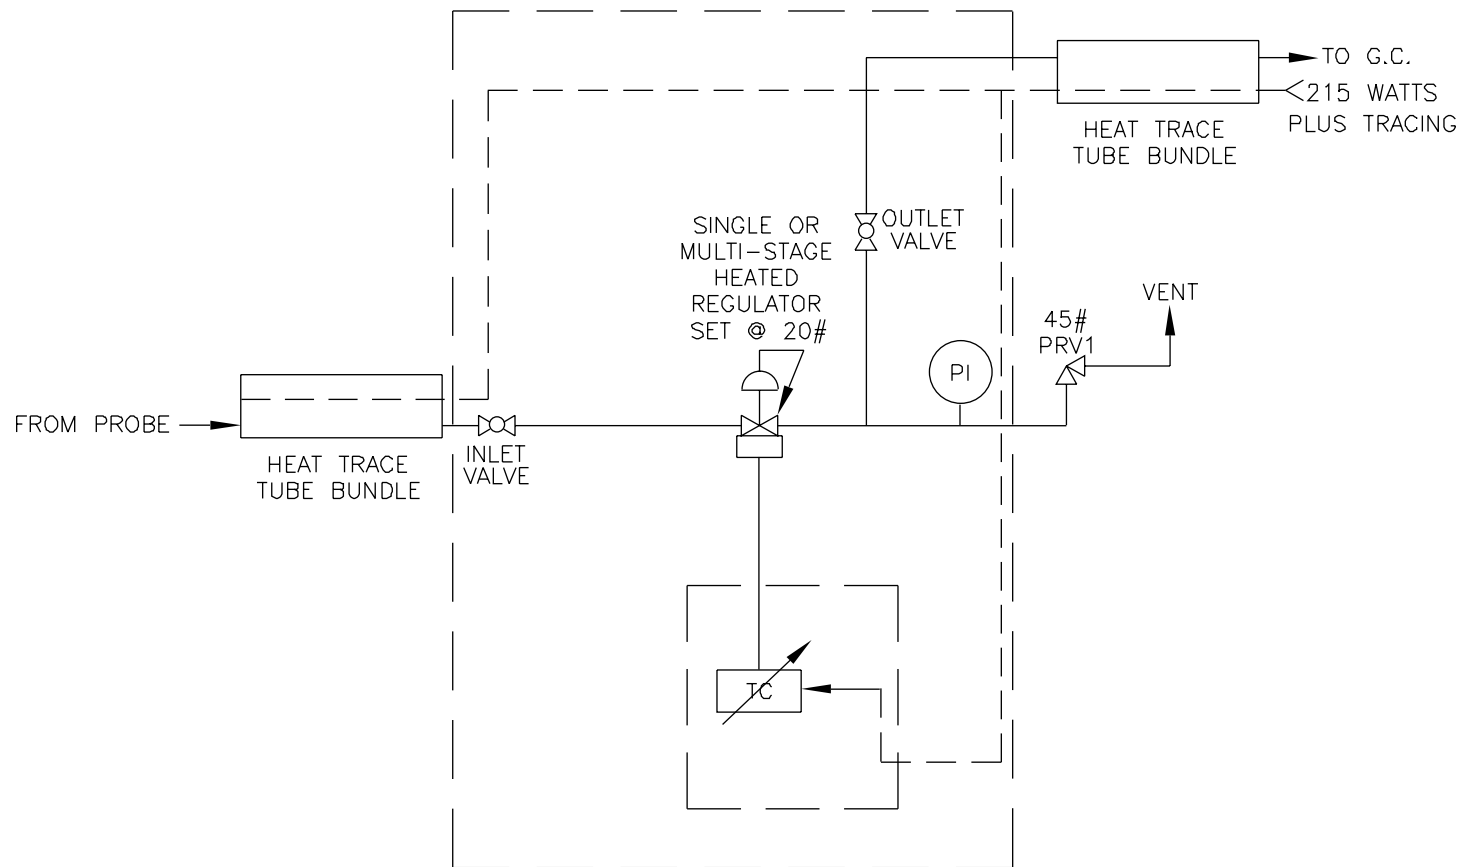 TO G.C.
215 WATTS
PLUS TRACING
HEAT TRACE
TUBE BUNDLE
OUTLET
VALVE
SINGLE OR
MULTI-STAGE
HEATED
REGULATOR
SET @ 20#
VENT
45#
PRV1
PI
FROM PROBE
INLET
VALVE
HEAT TRACE
TUBE BUNDLE
TC